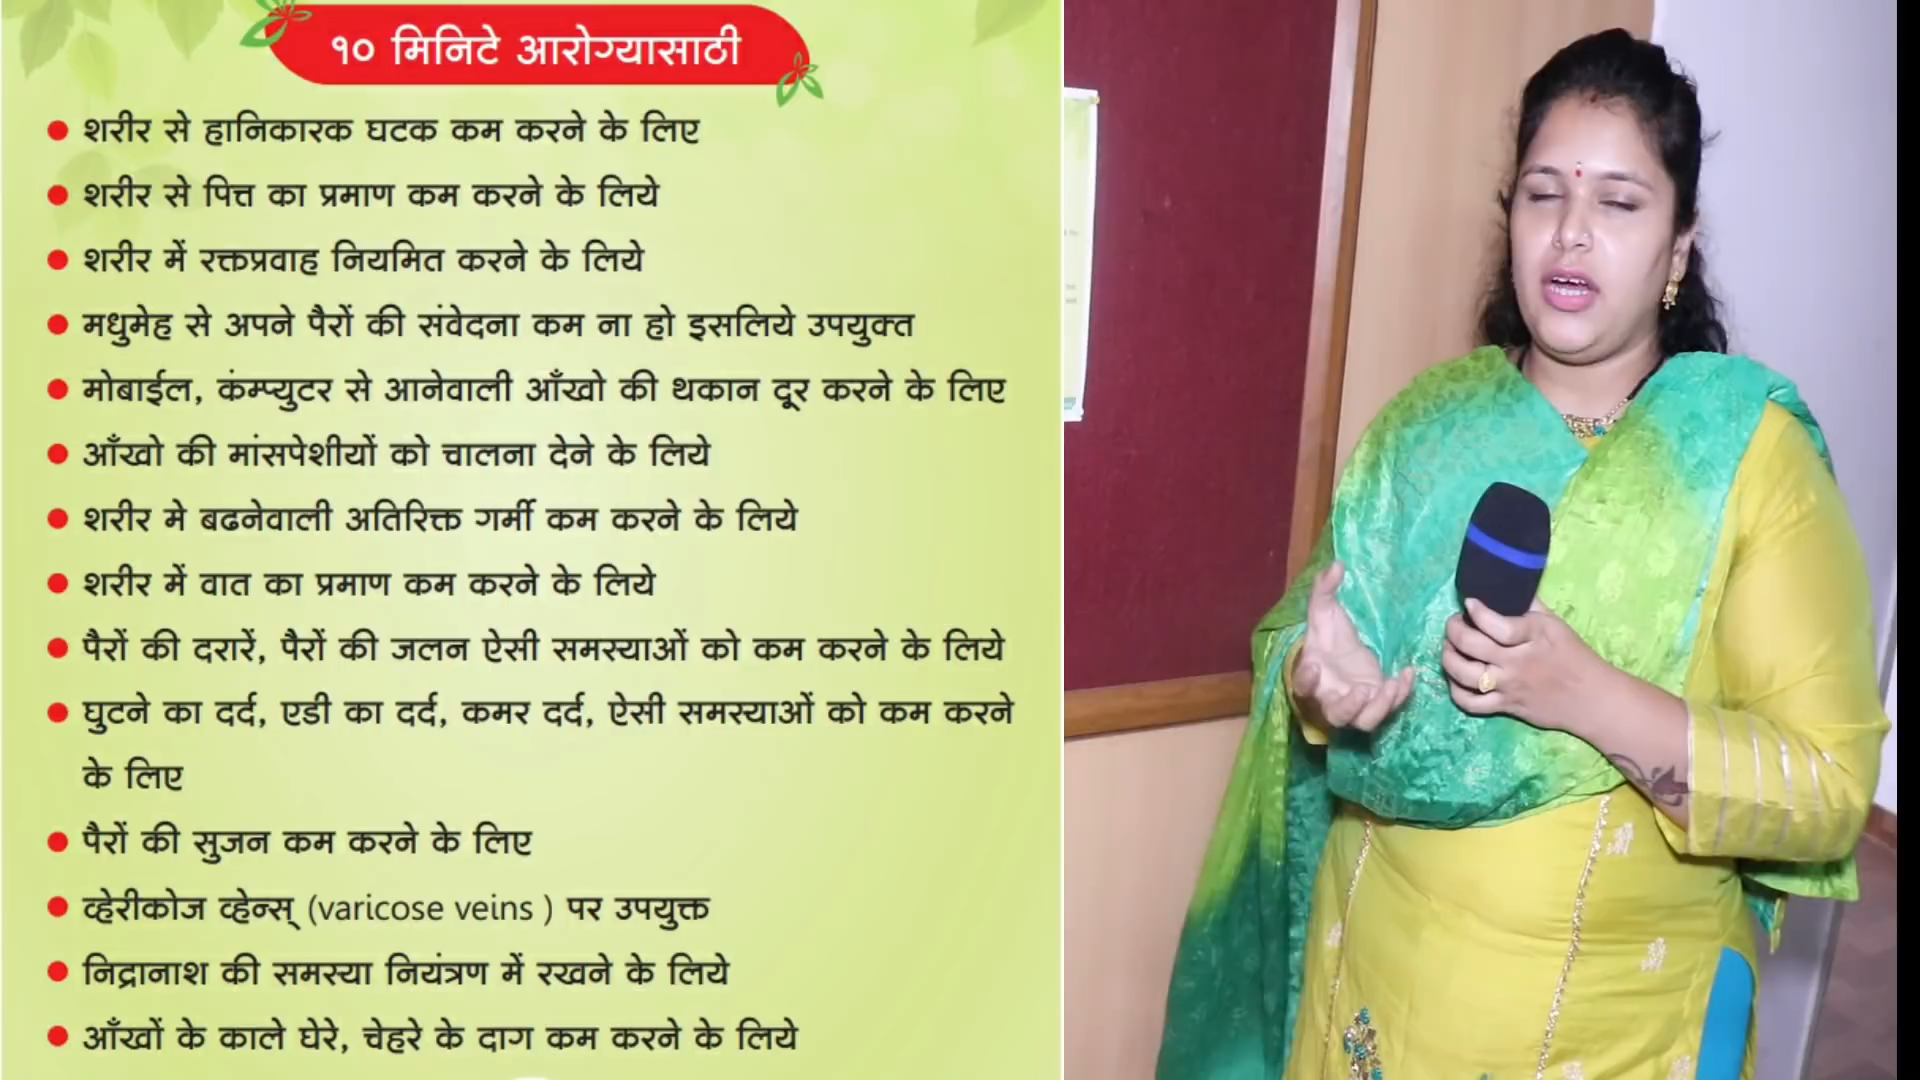 १० मिनिटे आरोग्यासाठी
शरीर से हानिकारक घटक कम करने के लिए
शरीर से पित्त का प्रमाण कम करने के लिये
शरीर में रक्तप्रवाह नियमित करने के लिये
मधुमेह से अपने पैरों की संवेदना कम ना हो इसलिये उपयुक्त
मोबाईल, कंम्प्युटर से आनेवाली आँखो की थकान दूर करने के लिए
आँखो की मांसपेशीयों को चालना देने के लिये
शरीर मे बढनेवाली अतिरिक्त गर्मी कम करने के लिये
शरीर में वात का प्रमाण कम करने के लिये
पैरों की दरारें, पैरों की जलन ऐसी समस्याओं को कम करने के लिये
घुटने का दर्द, एडी का दर्द, कमर दर्द, ऐसी समस्याओं को कम करने
के लिए
पैरों की सुजन कम करने के लिए
व्हेरीकोज व्हेन्स् (varicose veins ) पर उपयुक्त
निद्रानाश की समस्या नियंत्रण में रखने के लिये
आँखों के काले घेरे, चेहरे के दाग कम करने के लिये